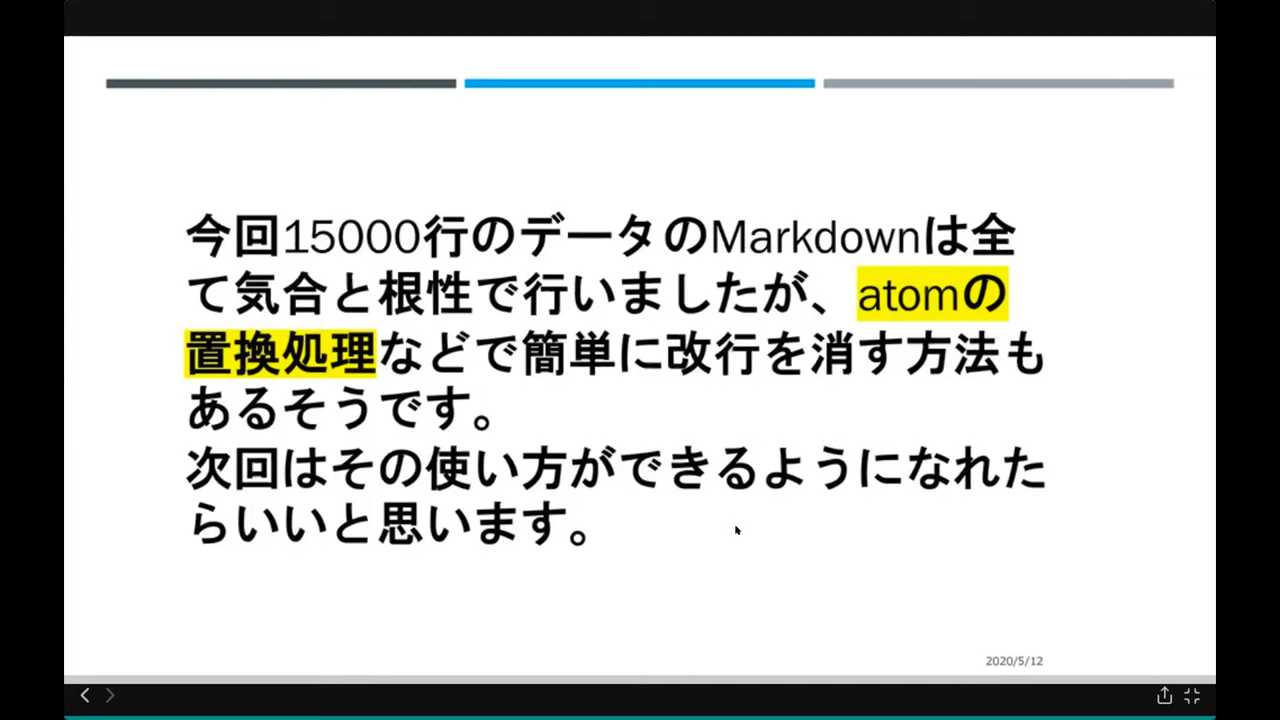 今回15000行のデータのMarkdownは全
て気合と根性で行いましたが、atomの
置換処理などで簡単に改行を消す方法も
あるそうです。
次回はその使い方ができるようになれた
らいいと思います。
2020/5/12